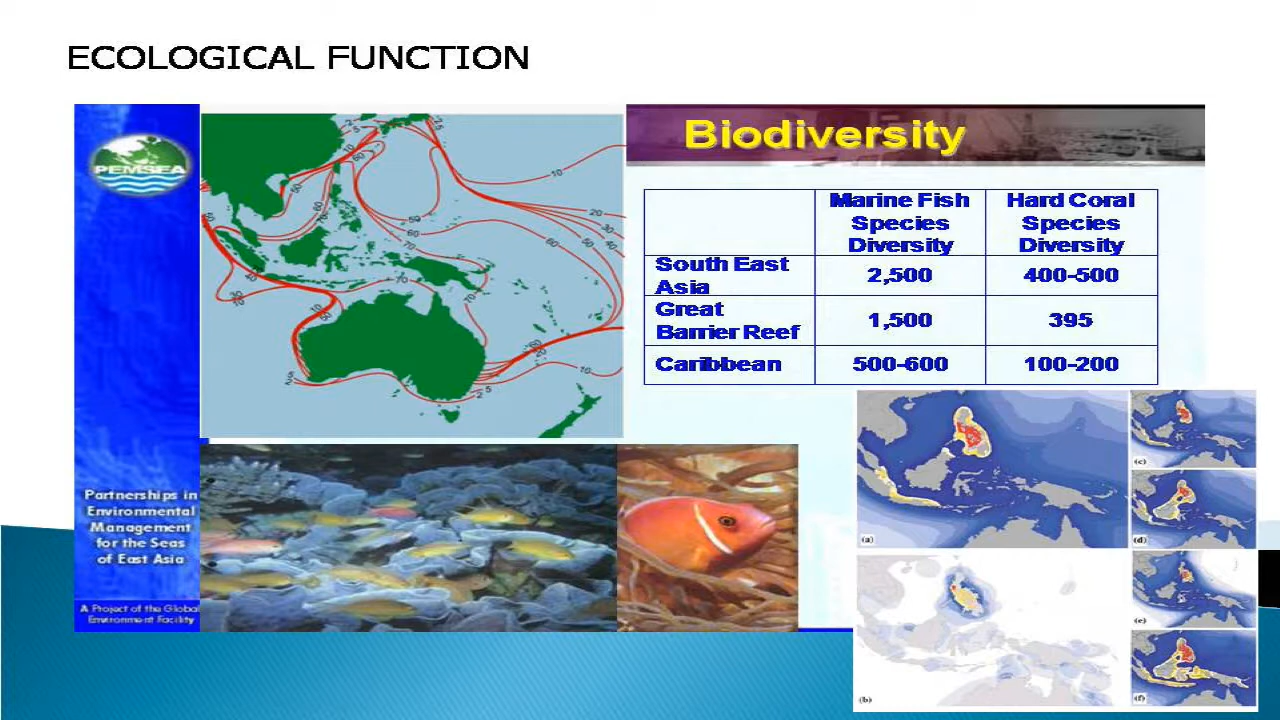 ECOLOGICAL FUNCTION
PEMSEA
Partnerships in
Environmental
Management
for the Seas
of East Asia
A Project of the Global
Environment Facility
Biodiversity
Marine Fish
Species
Diversity
Hard Coral
Species
Diversity
South East
Asia
2,500
400-500
Great
Barrier Reef
1,500
395
Caribbean
500-600
100-200
(a)
(b)
(c)
(d)
(e)
(f)